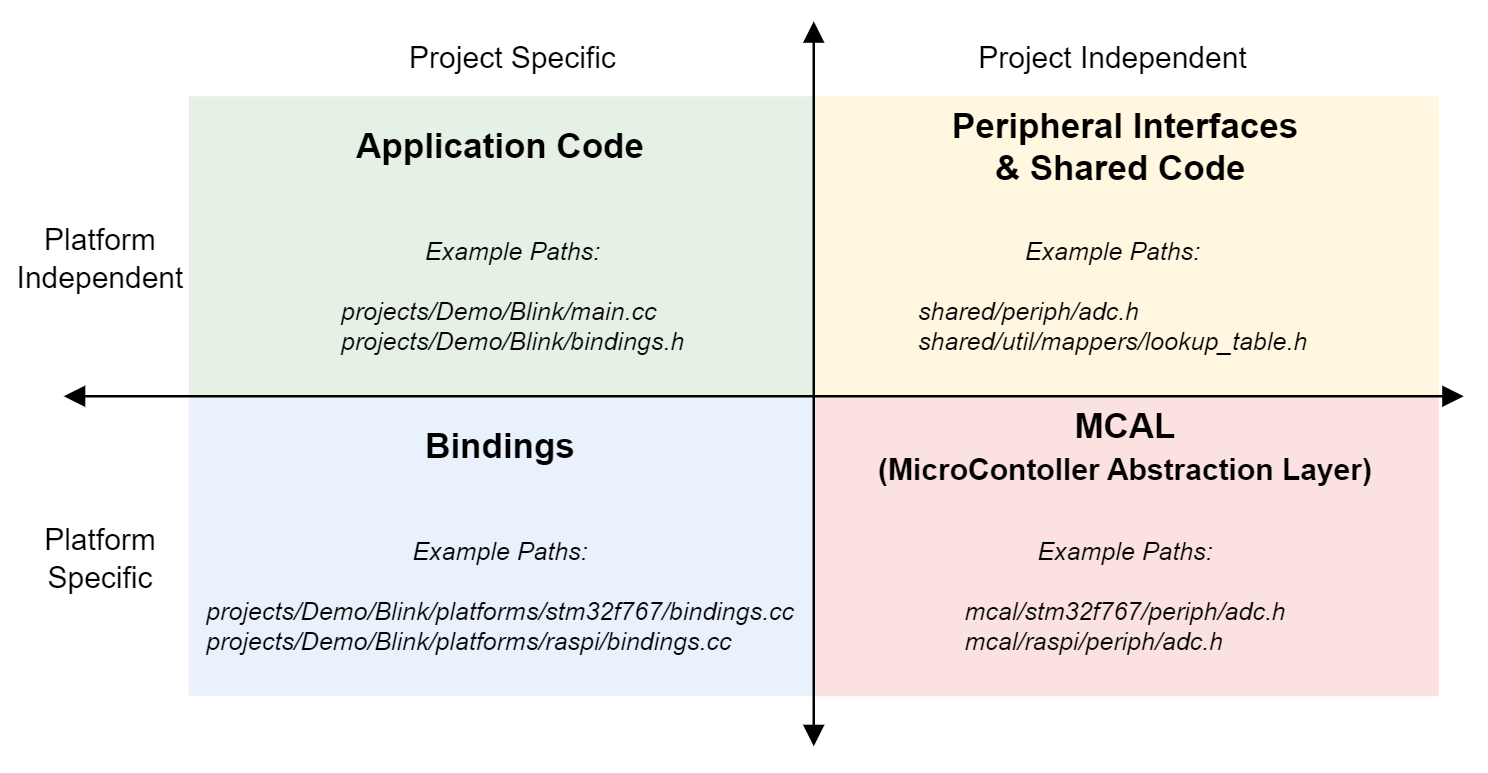 Project Specific
Project Independent
Application Code
Peripheral Interfaces
& Shared Code
Platform
Independent
Example Paths:
projects/Demo/Blink/main.cc
projects/Demo/Blink/bindings.h
Example Paths:
shared/periph/adc.h
shared/util/mappers/lookup_table.h
Bindings
MCAL
(MicroContoller Abstraction Layer)
Platform
Specific
Example Paths:
projects/Demo/Blink/platforms/stm32f767/bindings.cc
projects/Demo/Blink/platforms/raspi/bindings.cc
Example Paths:
mcal/stm32f767/periph/adc.h
mcal/raspi/periph/adc.h